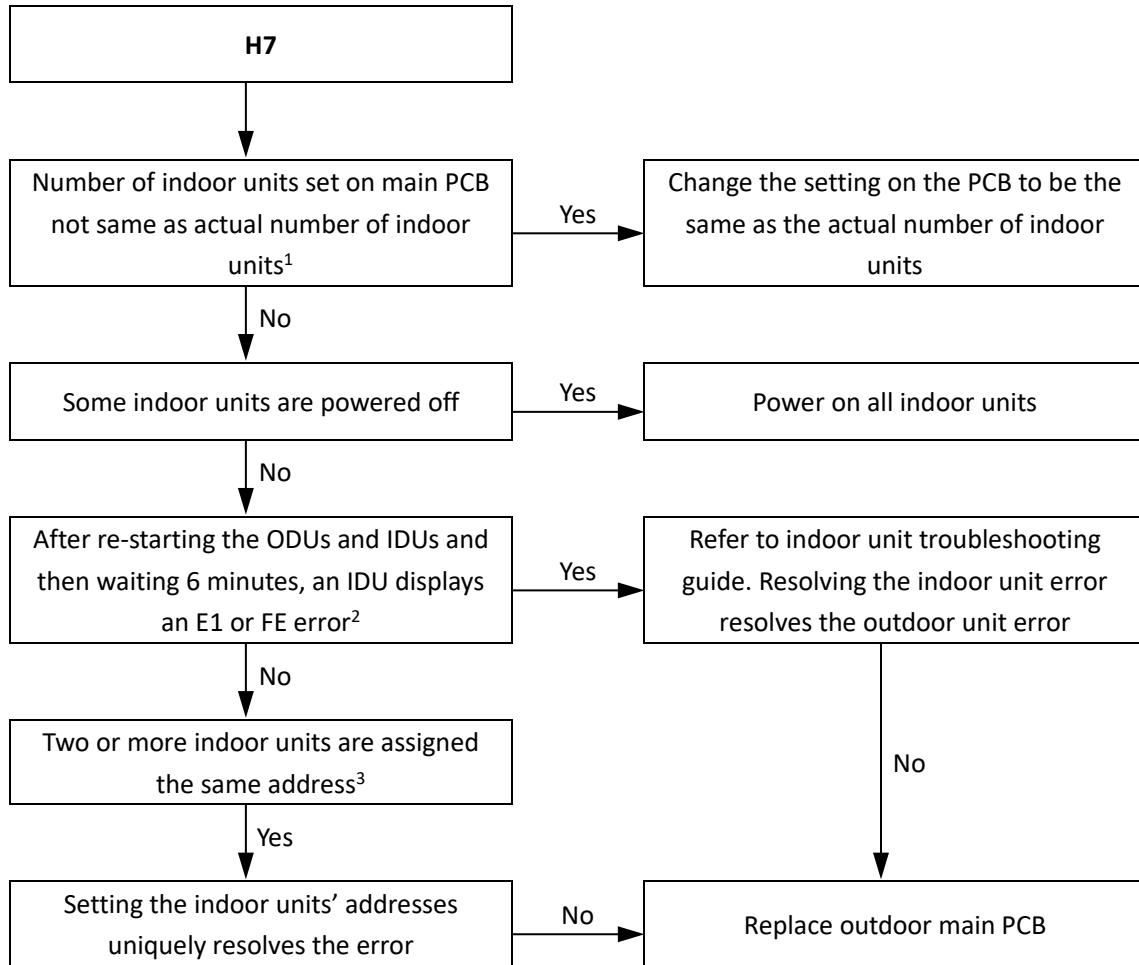 H7
Number of indoor units set on main PCB
not same as actual number of indoor
units¹
Yes
Change the setting on the PCB to be the
same as the actual number of indoor
units
No
Some indoor units are powered off
Yes
Power on all indoor units
No
After re-starting the ODUs and IDUs and
then waiting 6 minutes, an IDU displays
an E1 or FE error²
Yes
Refer to indoor unit troubleshooting
guide. Resolving the indoor unit error
resolves the outdoor unit error
No
Two or more indoor units are assigned
the same address³
No
Yes
Setting the indoor units’ addresses
uniquely resolves the error
No
Replace outdoor main PCB